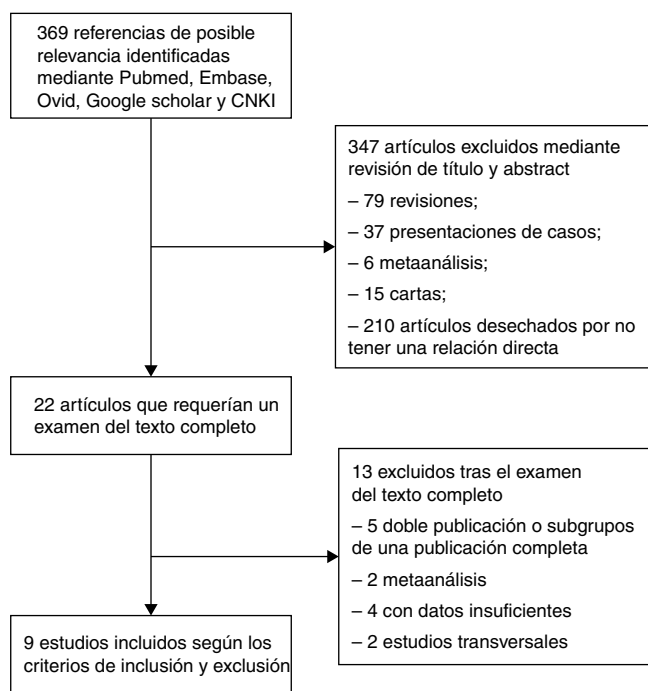 369 referencias de posible
relevancia identificadas
mediante Pubmed, Embase,
Ovid, Google scholar y CNKI
347 artículos excluidos mediante
revisión de título y abstract
– 79 revisiones;
– 37 presentaciones de casos;
– 6 metaanálisis;
– 15 cartas;
– 210 artículos desechados por no
tener una relación directa
22 artículos que requerían un
examen del texto completo
13 excluidos tras el examen
del texto completo
– 5 doble publicación o subgrupos
de una publicación completa
– 2 metaanálisis
– 4 con datos insuficientes
– 2 estudios transversales
9 estudios incluidos según los
criterios de inclusión y exclusión